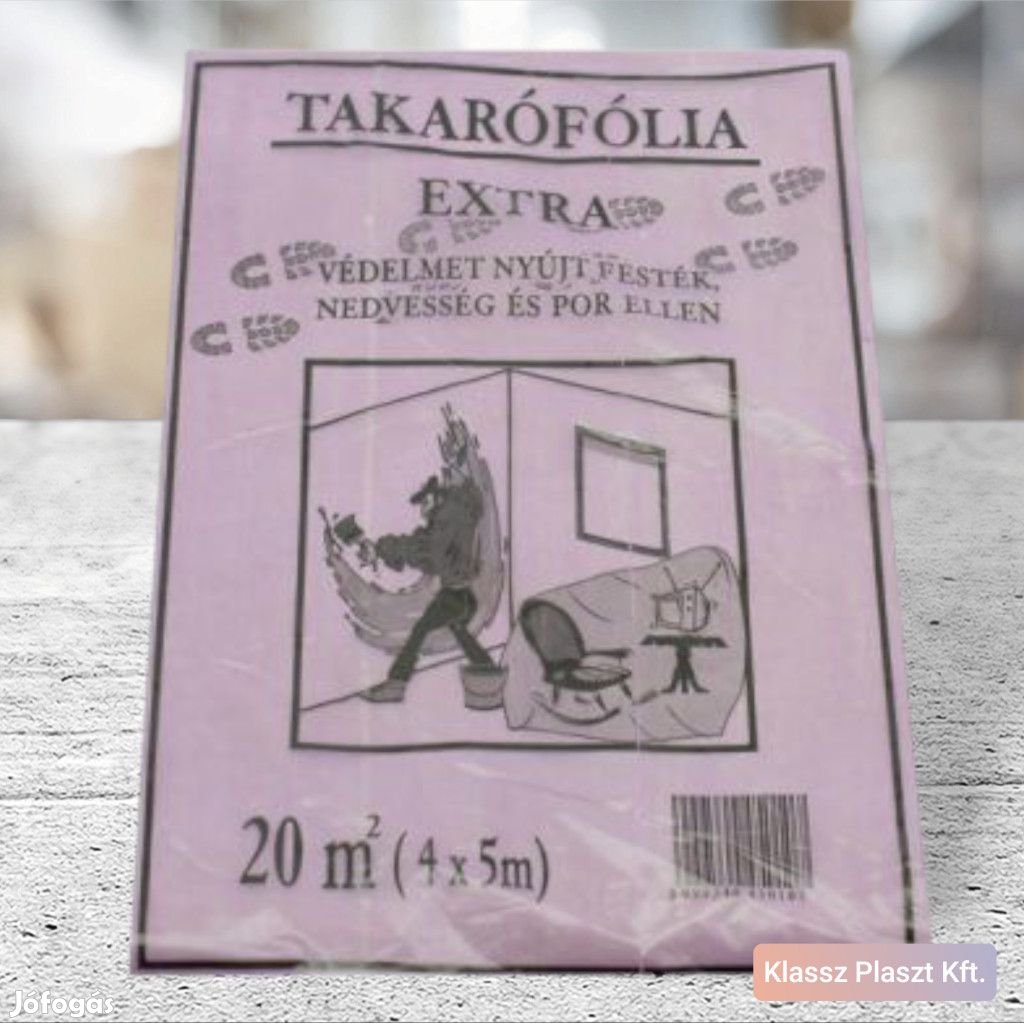 TAKARÓFÓLIA
EXTRA
VÉDELMET NYÚJT FESTÉK,
NEDVESSÉG ÉS POR ELLEN
20 m² (4 x 5m)
Klassz Plaszt Kft.
Jófogás